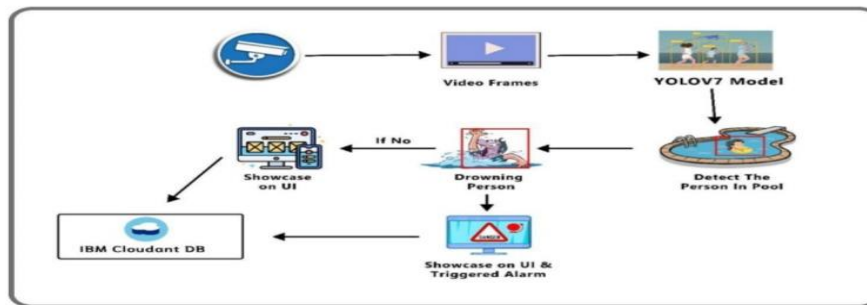 Video Frames
YOLOV7 Model
If No
Showcase
on UI
Drowning
Person
Detect The
Person In Pool
IBM Cloudant DB
DANGER
Showcase on UI &
Triggered Alarm